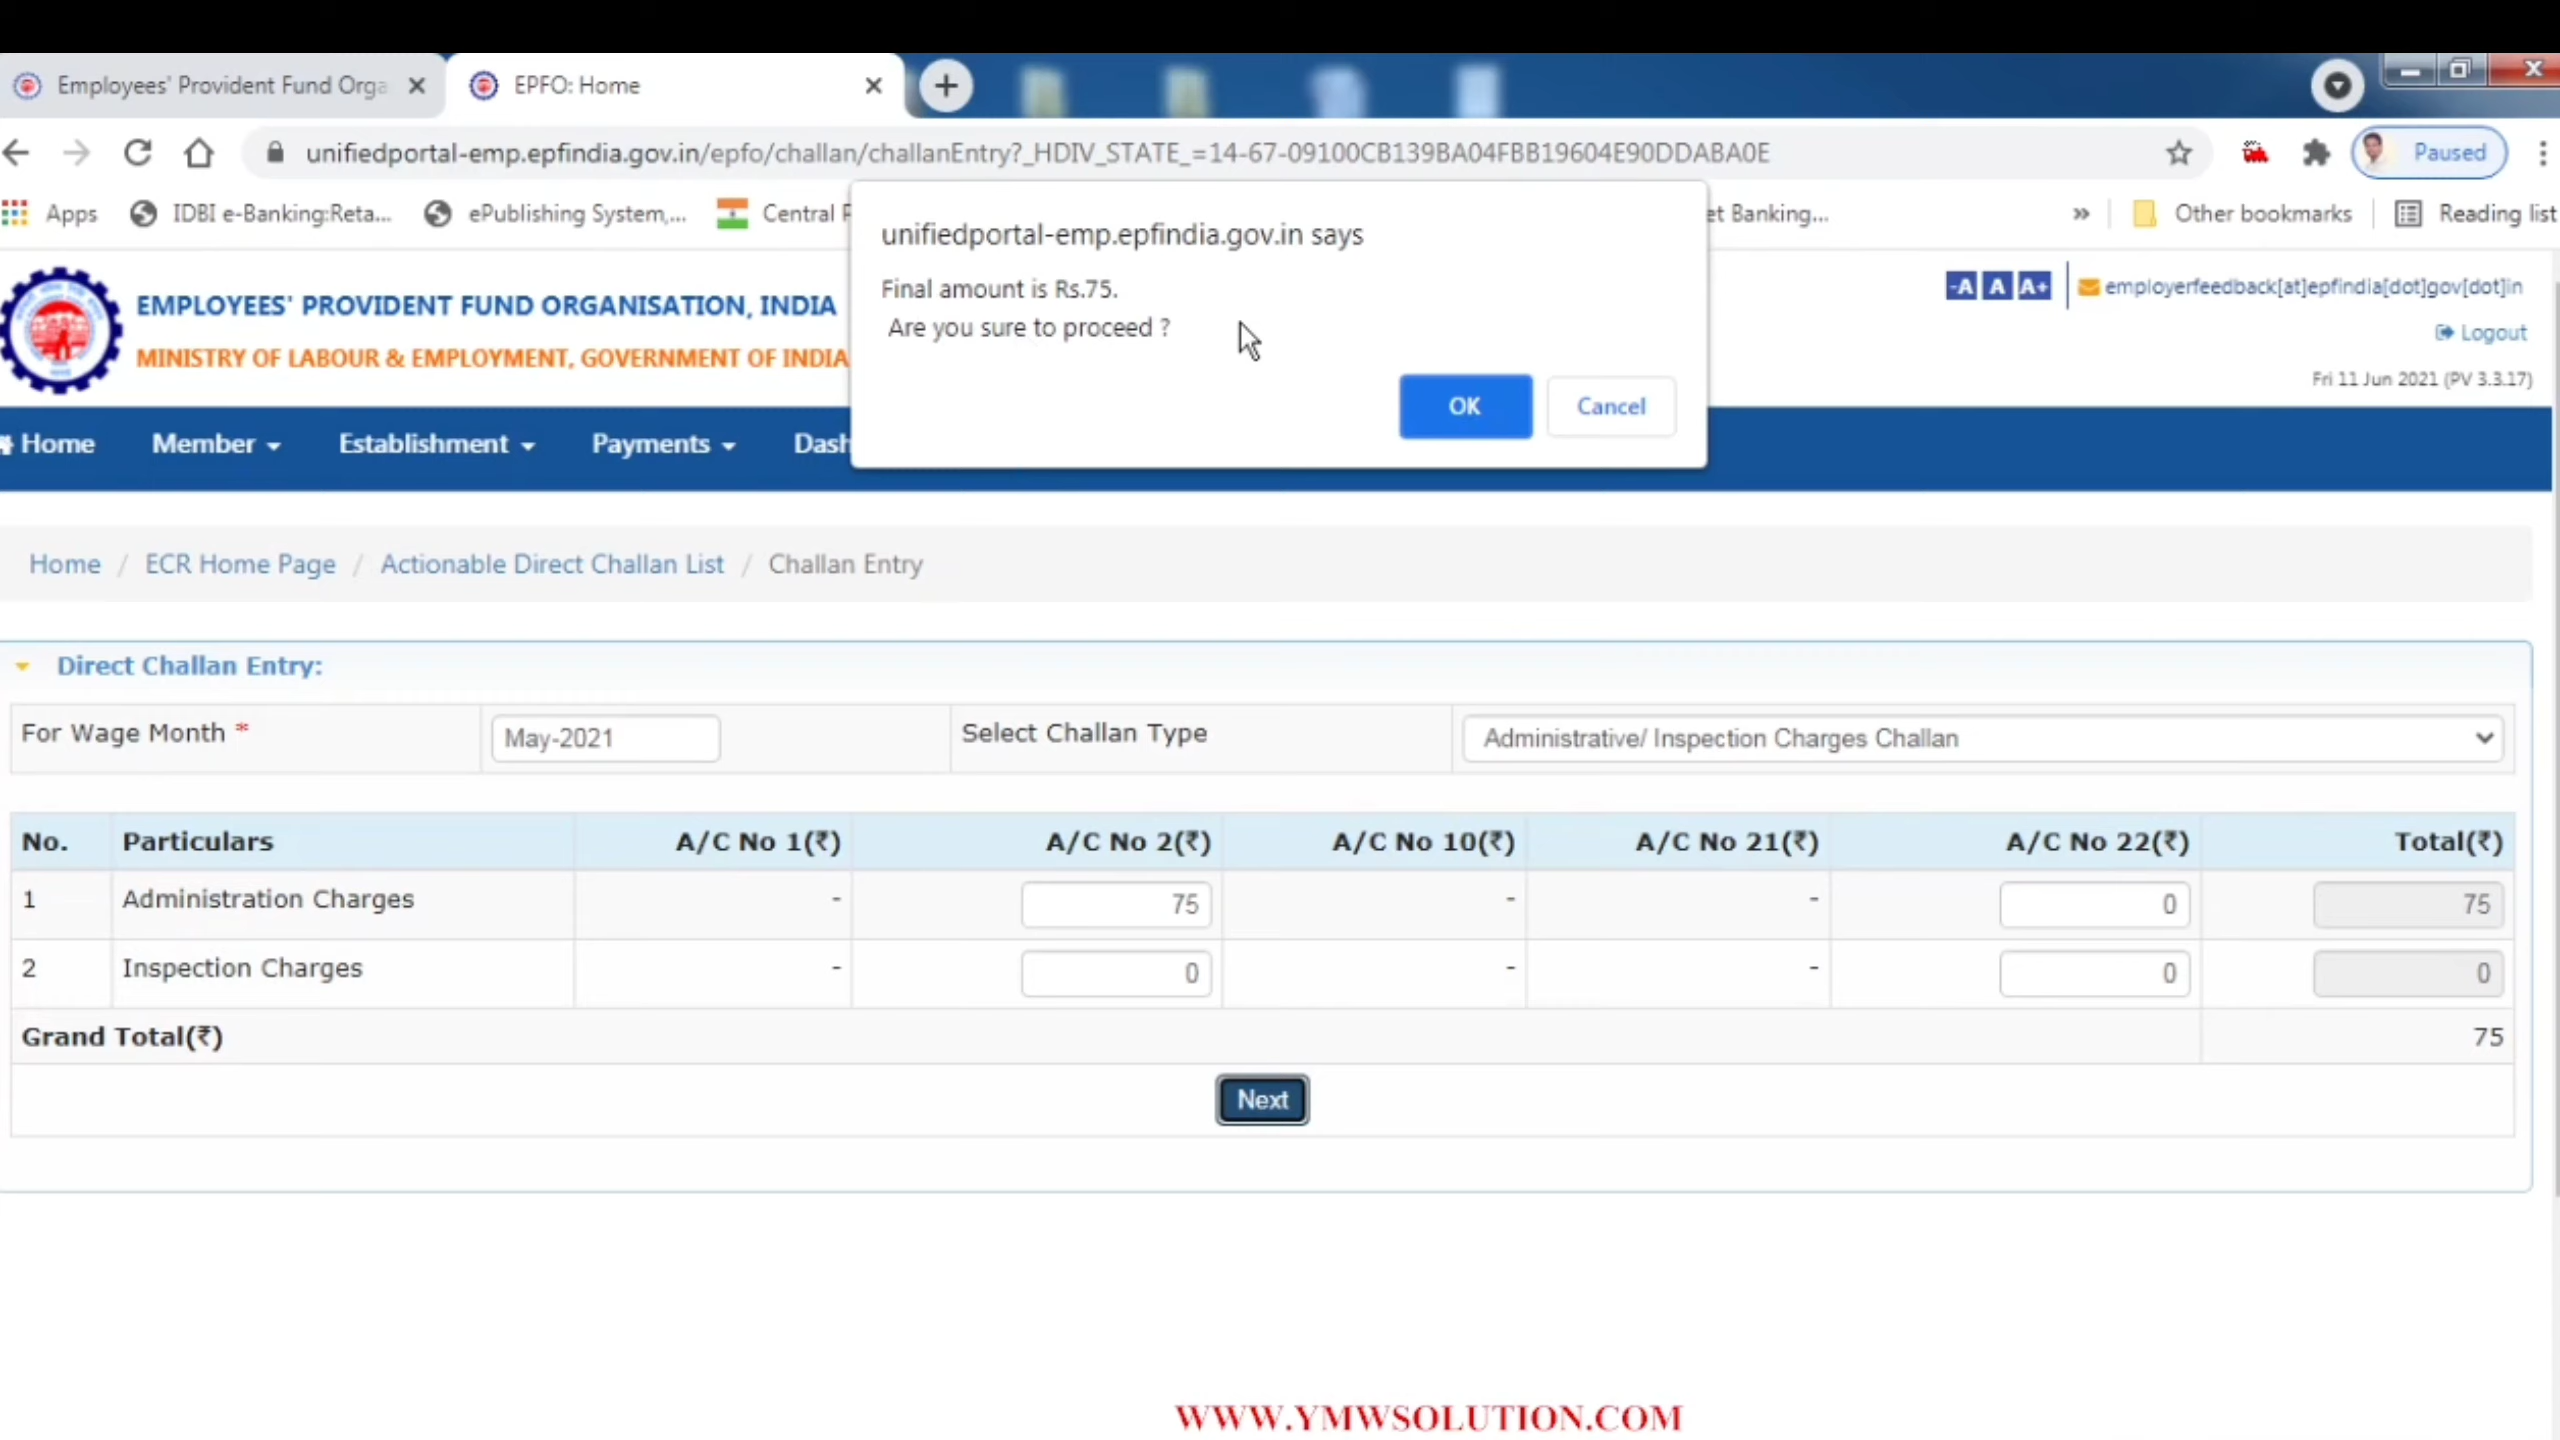 Employees' Provident Fund Orga
EPFO: Home
unifiedportal-emp.epfindia.gov.in/epfo/challan/challanEntry?_HDIV_STATE_=14-67-09100CB139BA04FBB19604E90DDABA0E
Paused
Apps
IDBI e-Banking:Reta...
ePublishing System,...
Central
et Banking...
»
Other bookmarks
Reading list
unifiedportal-emp.epfindia.gov.in says
Final amount is Rs.75.
Are you sure to proceed ?
OK
Cancel
EMPLOYEES' PROVIDENT FUND ORGANISATION, INDIA
MINISTRY OF LABOUR & EMPLOYMENT, GOVERNMENT OF INDIA
-A A A+
employerfeedback[at]epfindia[dot]gov[dot]in
Logout
Fri 11 Jun 2021 (PV 3.3.17)
Home
Member
Establishment
Payments
Dash
Home / ECR Home Page / Actionable Direct Challan List / Challan Entry
Direct Challan Entry:
For Wage Month * May-2021 Select Challan Type Administrative/ Inspection Charges Challan
No. Particulars A/C No 1(₹) A/C No 2(₹) A/C No 10(₹) A/C No 21(₹) A/C No 22(₹) Total(₹)
1 Administration Charges - 75 - - 0 75
2 Inspection Charges - 0 - - 0 0
Grand Total(₹) 75
Next
WWW.YMWSOLUTION.COM